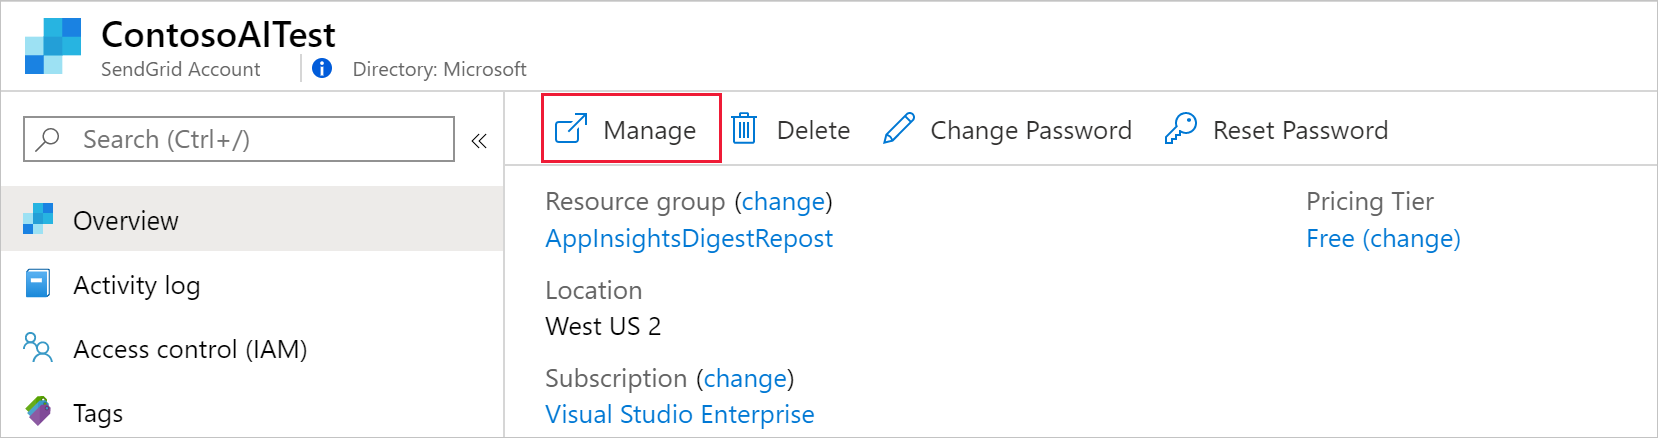 ContosoAITest
SendGrid Account
Directory: Microsoft
Search (Ctrl+/)
«
Overview
Activity log
Access control (IAM)
Tags
Manage
Delete
Change Password
Reset Password
Resource group (change)
AppInsightsDigestRepost
Location
West US 2
Subscription (change)
Visual Studio Enterprise
Pricing Tier
Free (change)